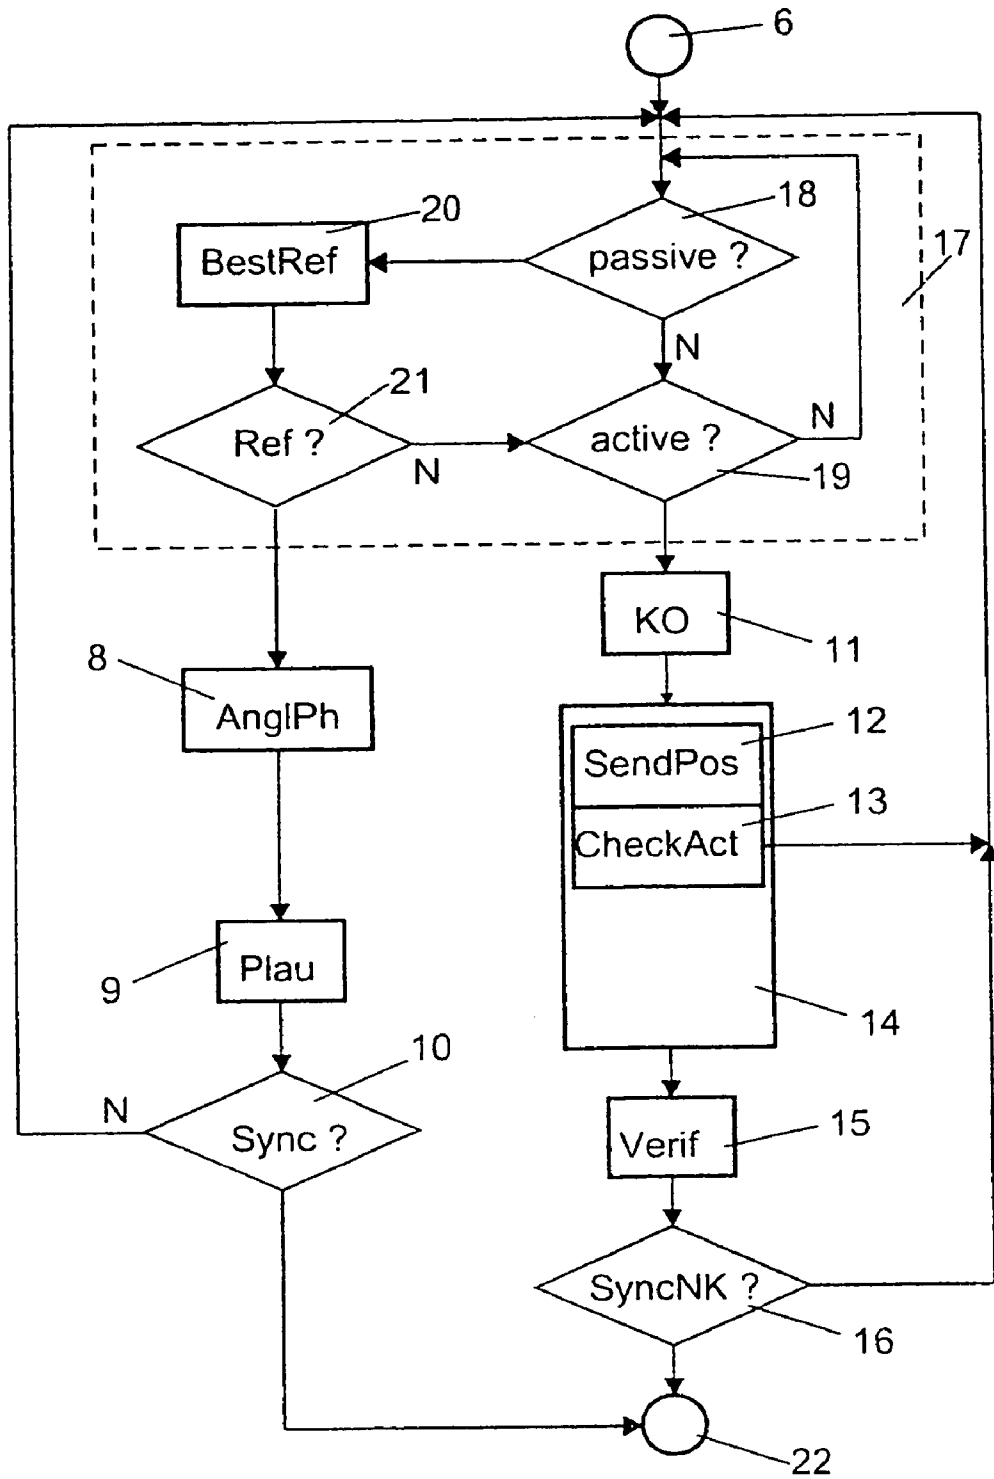 6
18
20
passive ?
BestRef
17
N
21
Ref ?
active ?
N
N
19
KO
11
8
AnglPh
12
SendPos
13
CheckAct
Plau
9
14
10
N
Sync ?
15
Verif
SyncNK ?
16
22